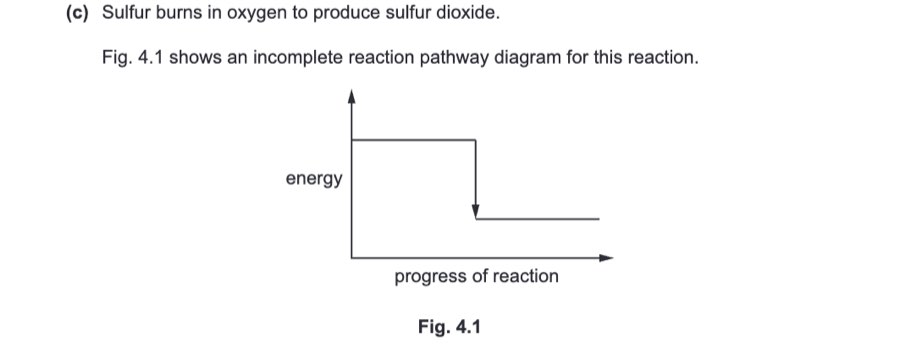 (c) Sulfur burns in oxygen to produce sulfur dioxide.
Fig. 4.1 shows an incomplete reaction pathway diagram for this reaction.
energy
progress of reaction
Fig. 4.1